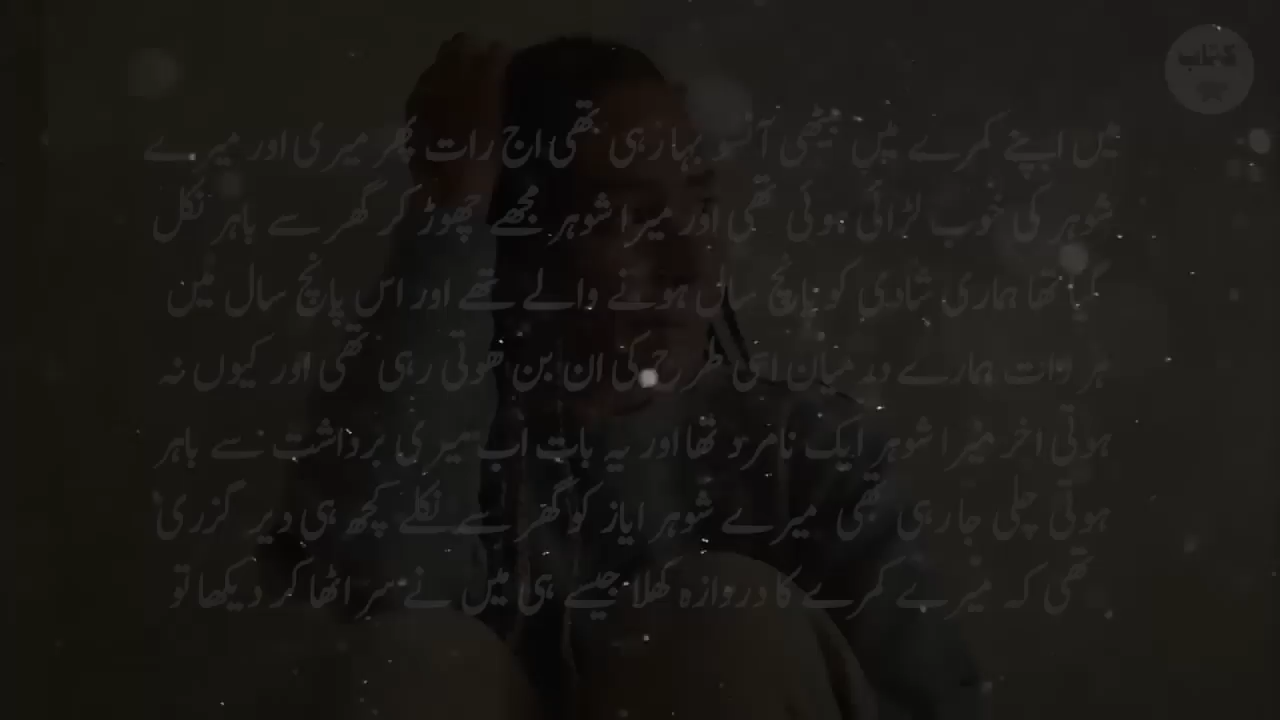 میں اپنے کمرے میں بیٹھی آنسو بہا رہی تھی اج رات پھر میری اور میرے
شوہر کی خوب لڑائی ہوئی تھی اور میرا شوہر مجھے چھوڑ کر گھر سے باہر نکل
گیا تھا ہماری شادی کو پانچ سال ہونے والے تھے اور اس پانچ سال میں
ہر رات ہمارے درمیان اسی طرح کی ان بن ہوتی رہی تھی اور کیوں نہ
ہوتی اخر میرا شوہر ایک نامرد تھا اور یہ بات اب میری برداشت سے باہر
ہوتی چلی جا رہی تھی میرے شوہر ایاز کو گھر سے نکلے کچھ ہی دیر گزری
تھی کہ میرے کمرے کا دروازہ کھلا جیسے ہی میں نے سر اٹھا کر دیکھا تو